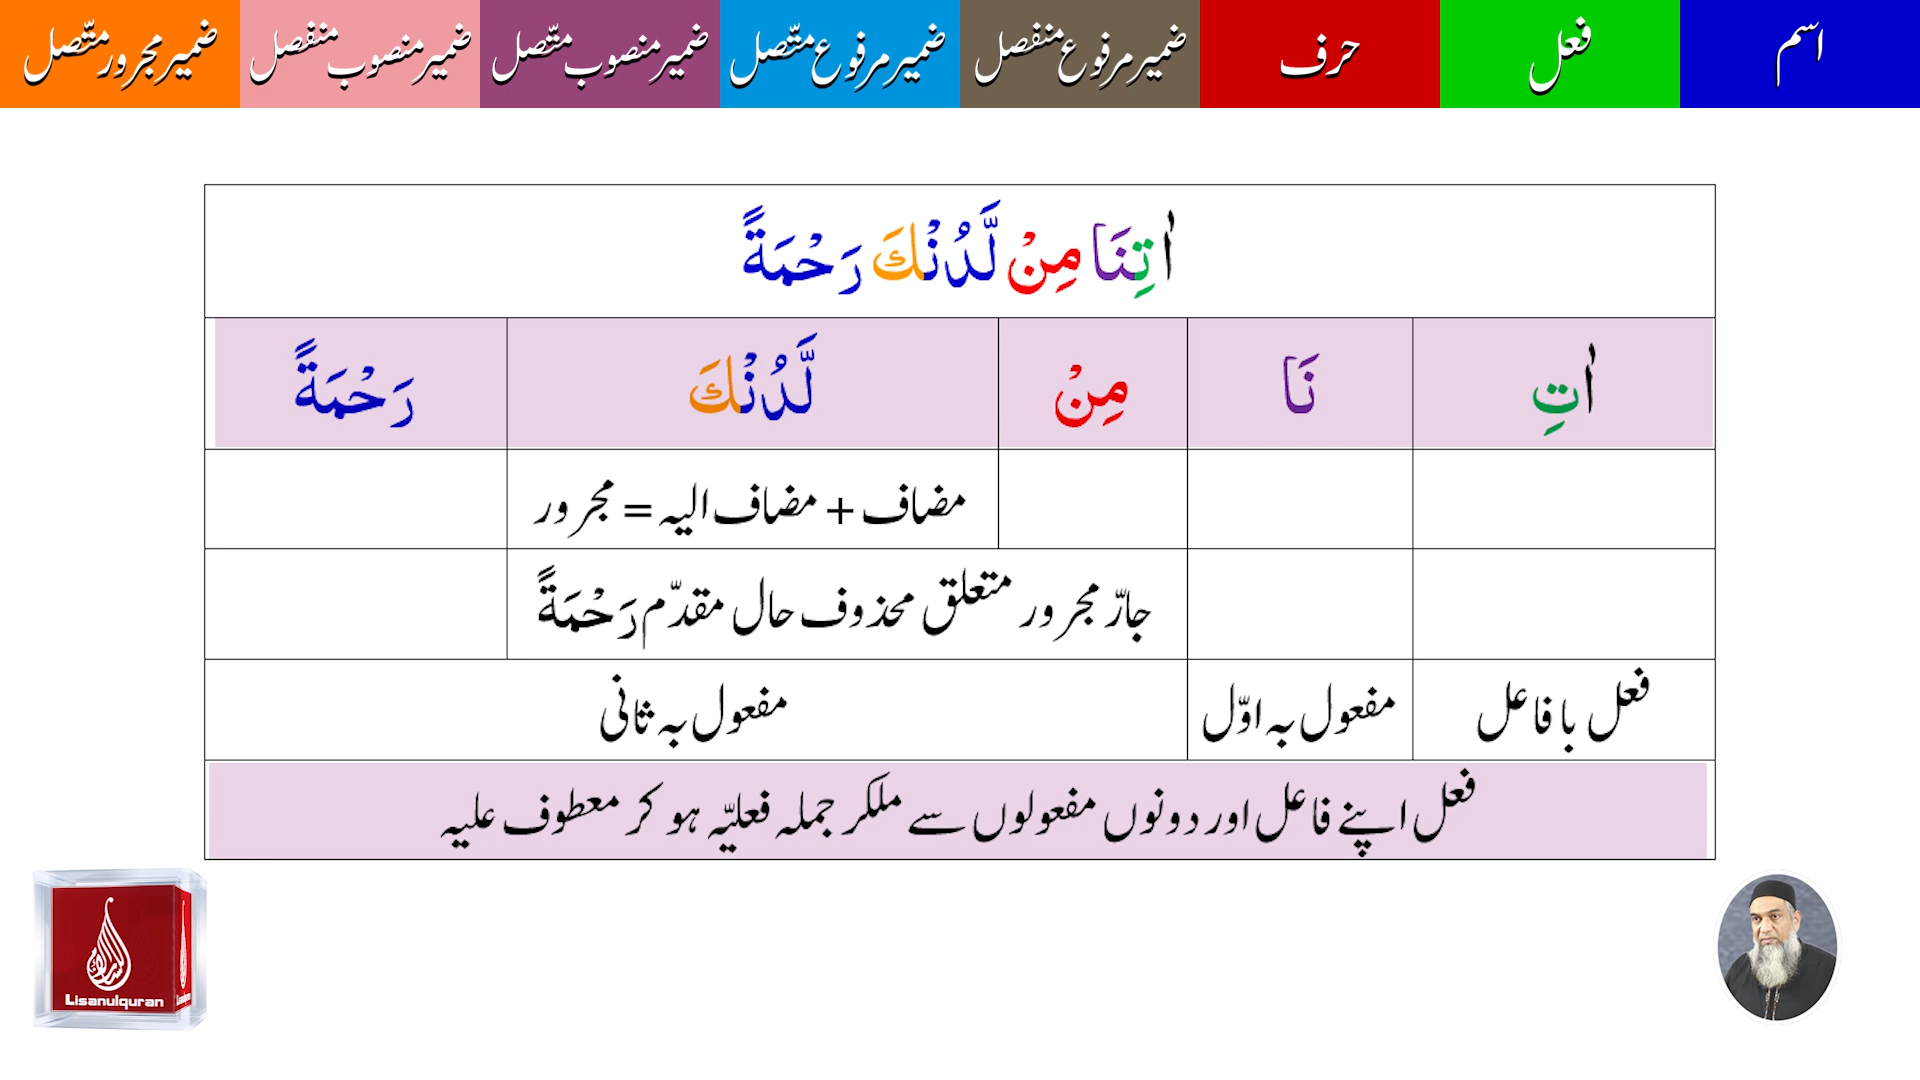 اسم فعل حرف ضمیر مرفوع منفصل ضمیر مرفوع متّصل ضمیر منصوب متّصل ضمیر منصوب منفصل ضمیر مجرور متّصل
اٰتِنَا مِنْ لَّدُنْكَ رَحْمَةً
اٰتِ نَا مِنْ لَّدُنْكَ رَحْمَةً
مضاف + مضاف الیہ = مجرور
جارّ مجرور متعلق محذوف حال مقدّم رَحْمَةً
فعل با فاعل مفعول بہ اوّل مفعول بہ ثانی
فعل اپنے فاعل اور دونوں مفعولوں سے ملکر جملہ فعلیّہ ہو کر معطوف علیہ
Lisanulquran